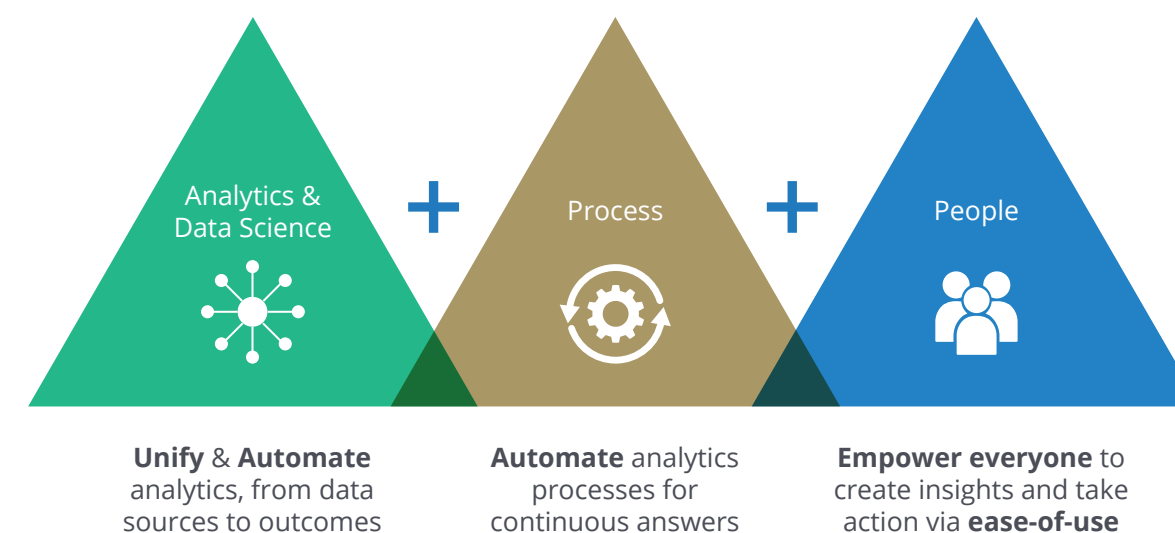 Analytics &
Data Science
+
Process
+
People
Unify & Automate
analytics, from data
sources to outcomes
Automate analytics
processes for
continuous answers
Empower everyone to
create insights and take
action via ease-of-use